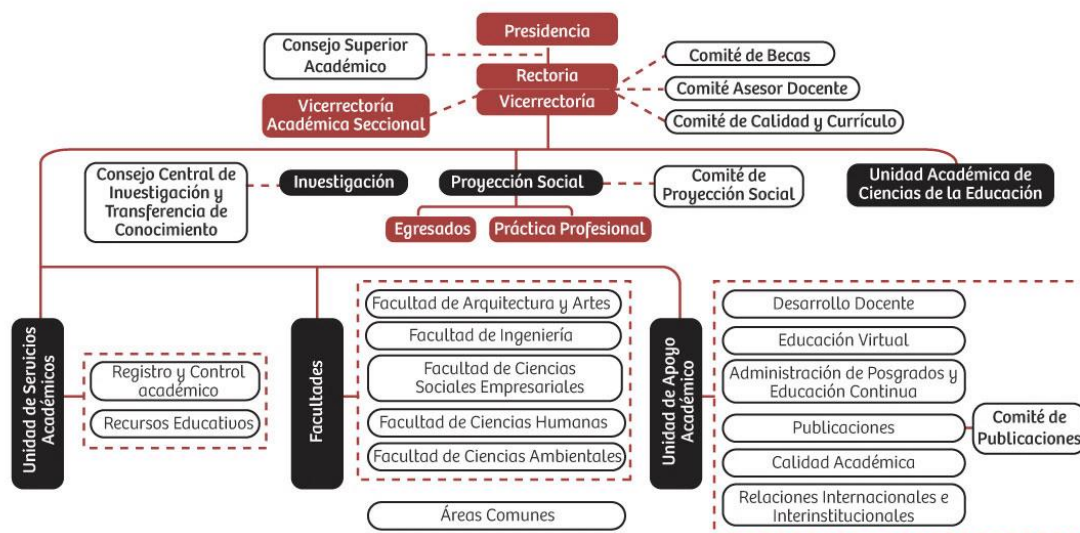 Presidencia
Consejo Superior
Académico
Rectoria
Vicerrectoría
Vicerrectoría
Académica Seccional
Comité de Becas
Comité Asesor Docente
Comité de Calidad y Currículo
Consejo Central de
Investigación y
Transferencia de
Conocimiento
Investigación
Proyección Social
Comité de
Proyección Social
Unidad Académica de
Ciencias de la Educación
Egresados
Práctica Profesional
Unidad de Servicios
Académicos
Registro y Control
académico
Recursos Educativos
Facultades
Facultad de Arquitectura y Artes
Facultad de Ingeniería
Facultad de Ciencias
Sociales Empresariales
Facultad de Ciencias Humanas
Facultad de Ciencias Ambientales
Áreas Comunes
Unidad de Apoyo
Académico
Desarrollo Docente
Educación Virtual
Administración de Posgrados y
Educación Continua
Publicaciones
Comité de
Publicaciones
Calidad Académica
Relaciones Internacionales e
Interinstitucionales